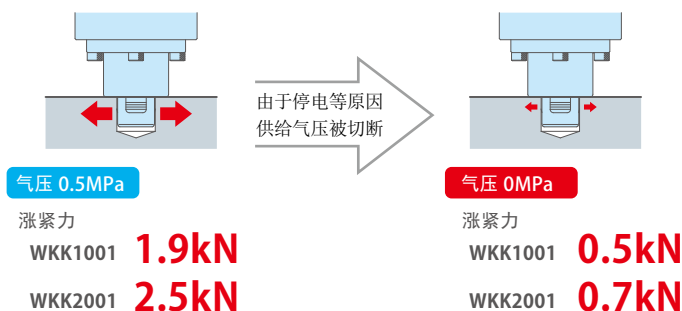 由于停电等原因
供给气压被切断
气压 0.5MPa
涨紧力
WKK1001 1.9kN
WKK2001 2.5kN
气压 0MPa
涨紧力
WKK1001 0.5kN
WKK2001 0.7kN